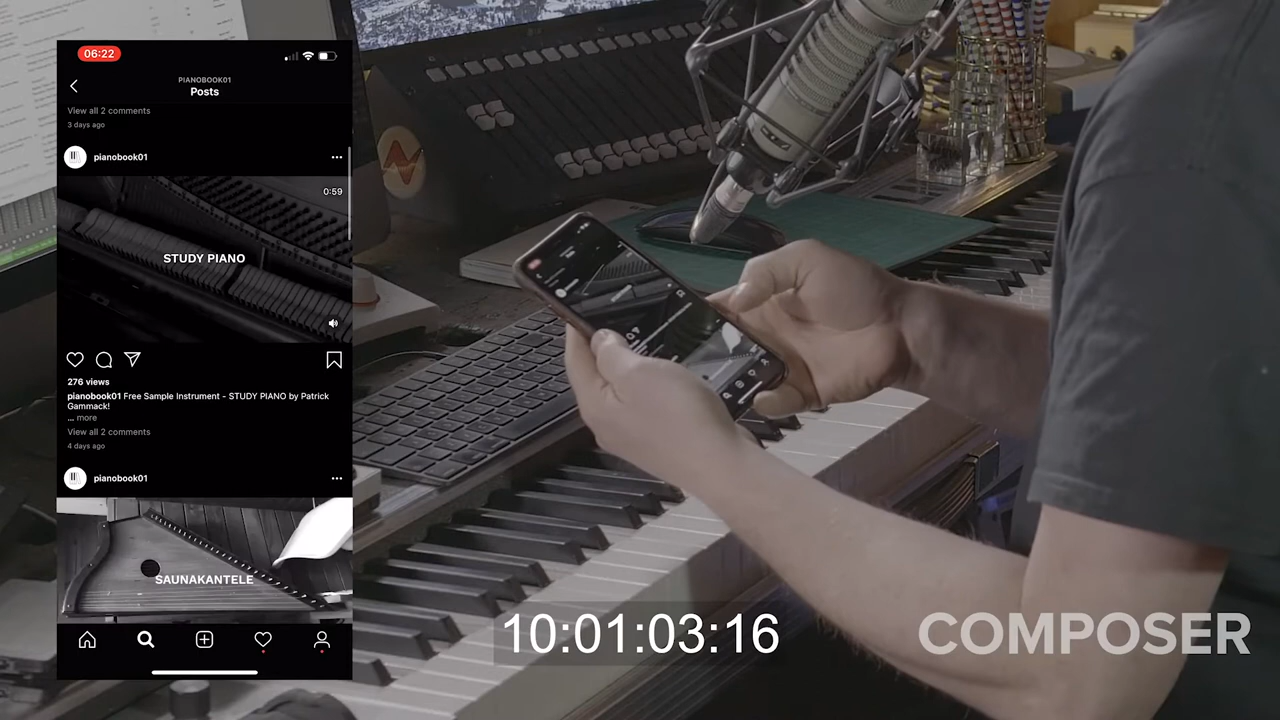 06:22
PIANOBOOK01
Posts
View all 2 comments
3 days ago
pianobook01
0:59
STUDY PIANO
276 views
pianobook01 Free Sample Instrument - STUDY PIANO by Patrick
Gammack!
... more
View all 2 comments
4 days ago
pianobook01
SAUNAKANTELE
10:01:03:16
COMPOSER